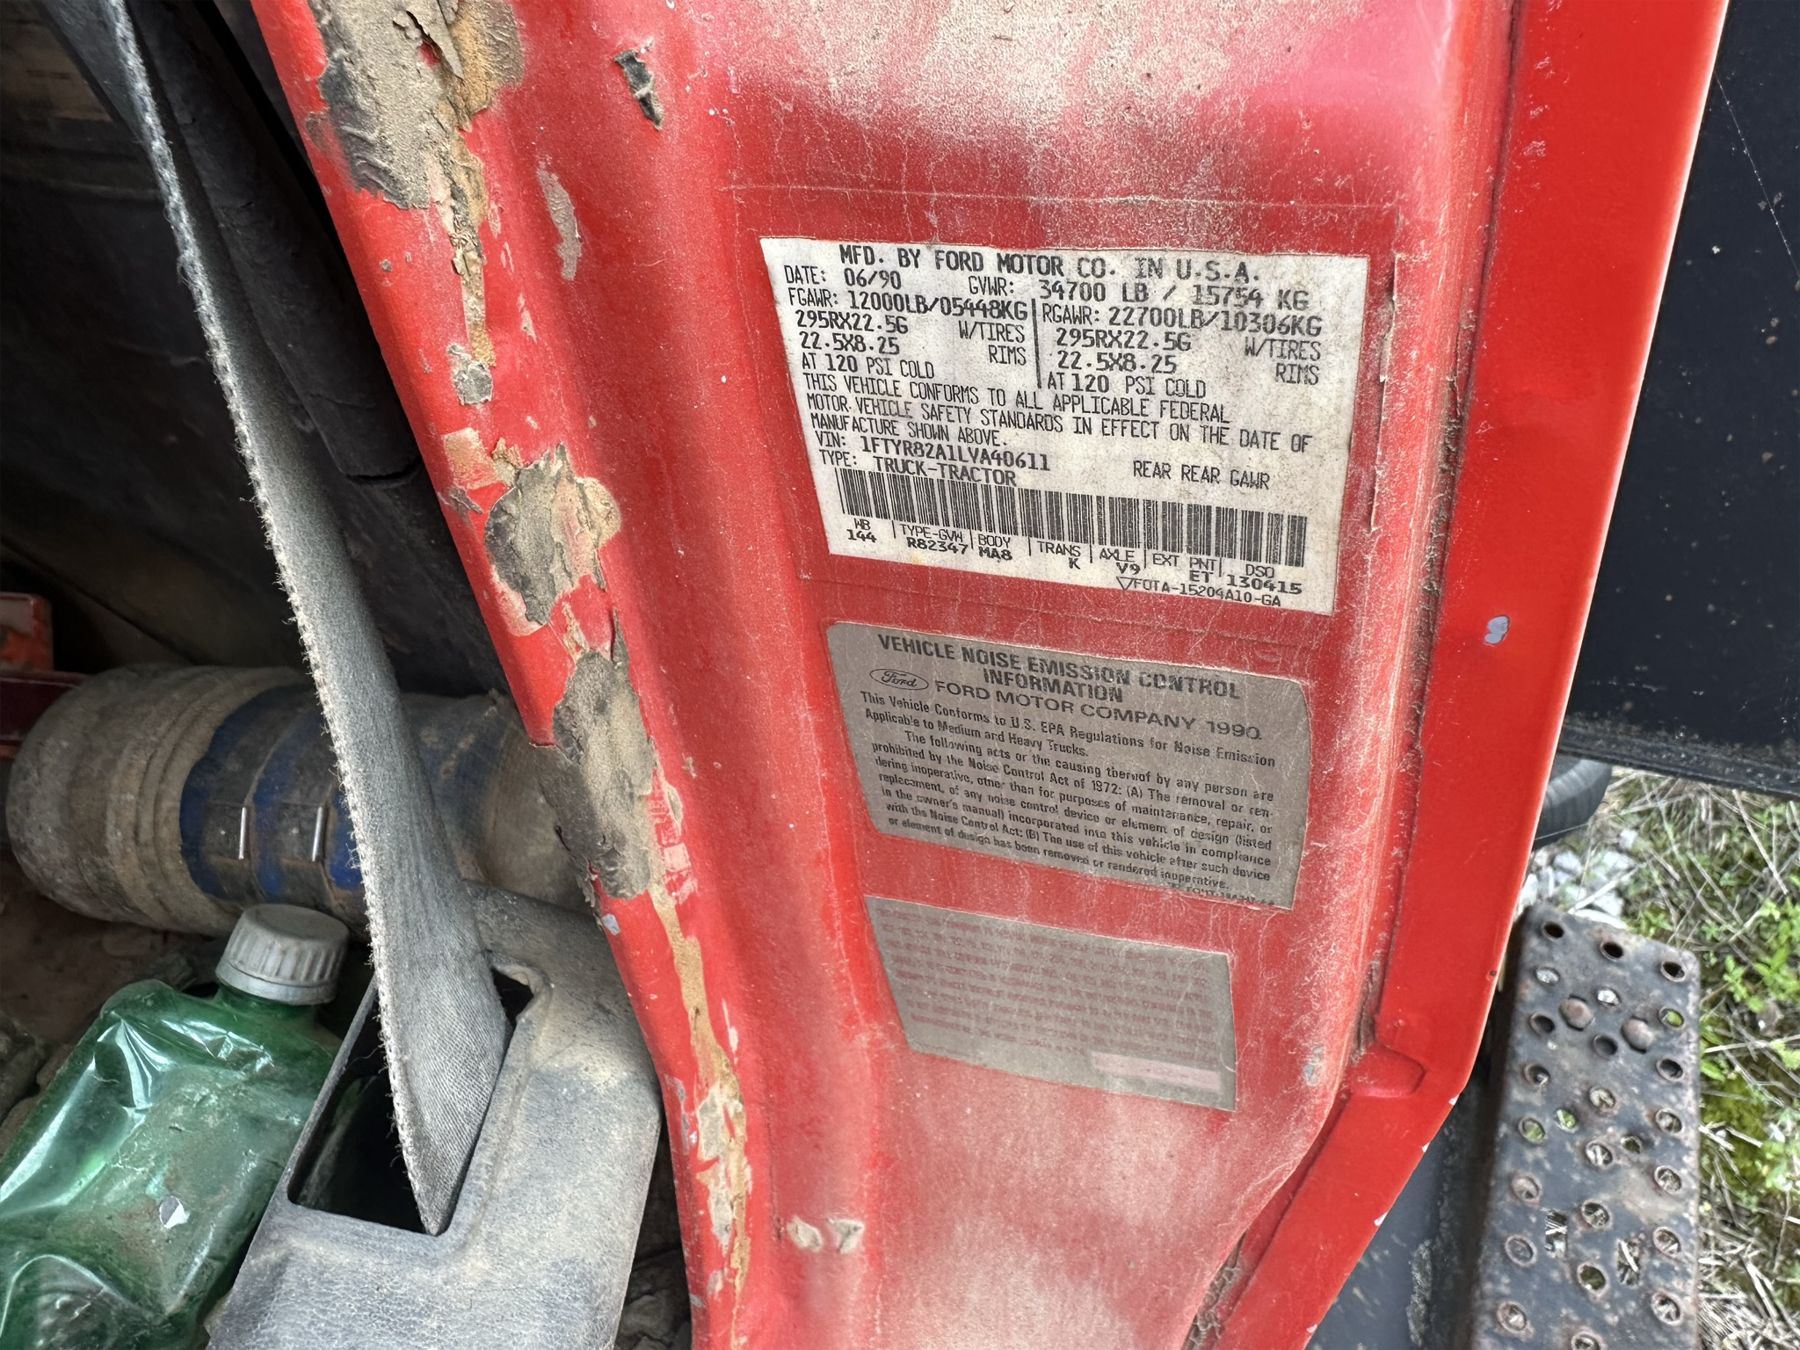 MFD. BY FORD MOTOR CO. IN U.S.A.
DATE: 06/90 GVWR: 34700 LB / 15754 KG
FGAWR: 12000LB/05448KG RGAWR: 22700LB/10306KG
295RX22.5G W/TIRES 295RX22.5G W/TIRES
22.5X8.25 RIMS 22.5X8.25 RIMS
AT 120 PSI COLD AT 120 PSI COLD
THIS VEHICLE CONFORMS TO ALL APPLICABLE FEDERAL
MOTOR VEHICLE SAFETY STANDARDS IN EFFECT ON THE DATE OF
MANUFACTURE SHOWN ABOVE.
VIN: 1FTYR82A1LVA40611 REAR REAR GAWR
TYPE: TRUCK-TRACTOR
WB TYPE-GVW BODY TRANS AXLE EXT PNT DSO
144 R82347 MA8 K V9 ET 130415
▽FOTA-15204A10-GA
VEHICLE NOISE EMISSION CONTROL
INFORMATION
Ford FORD MOTOR COMPANY 1990
This Vehicle Conforms to U.S. EPA Regulations for Noise Emission
Applicable to Medium and Heavy Trucks.
The following acts or the causing thereof by any person are
prohibited by the Noise Control Act of 1972: (A) The removal or ren-
dering inoperative, other than for purposes of maintenance, repair, or
replacement, of any noise control device or element of design (listed
in the owner's manual) incorporated into this vehicle in compliance
with the Noise Control Act; (B) The use of this vehicle after such device
or element of design has been removed or rendered inoperative.